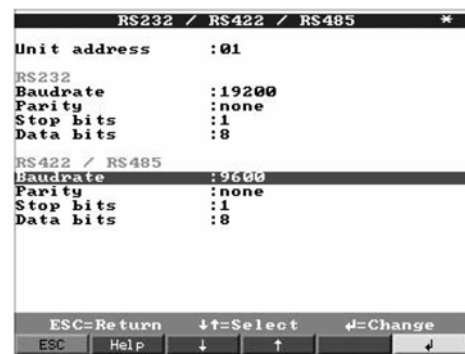 RS232 / RS422 / RS485 *
Unit address :01
RS232
Baudrate :19200
Parity :none
Stop bits :1
Data bits :8
RS422 / RS485
Baudrate :9600
Parity :none
Stop bits :1
Data bits :8
ESC=Return ↓↑=Select ↲=Change
ESC Help ↓ ↑ ↲